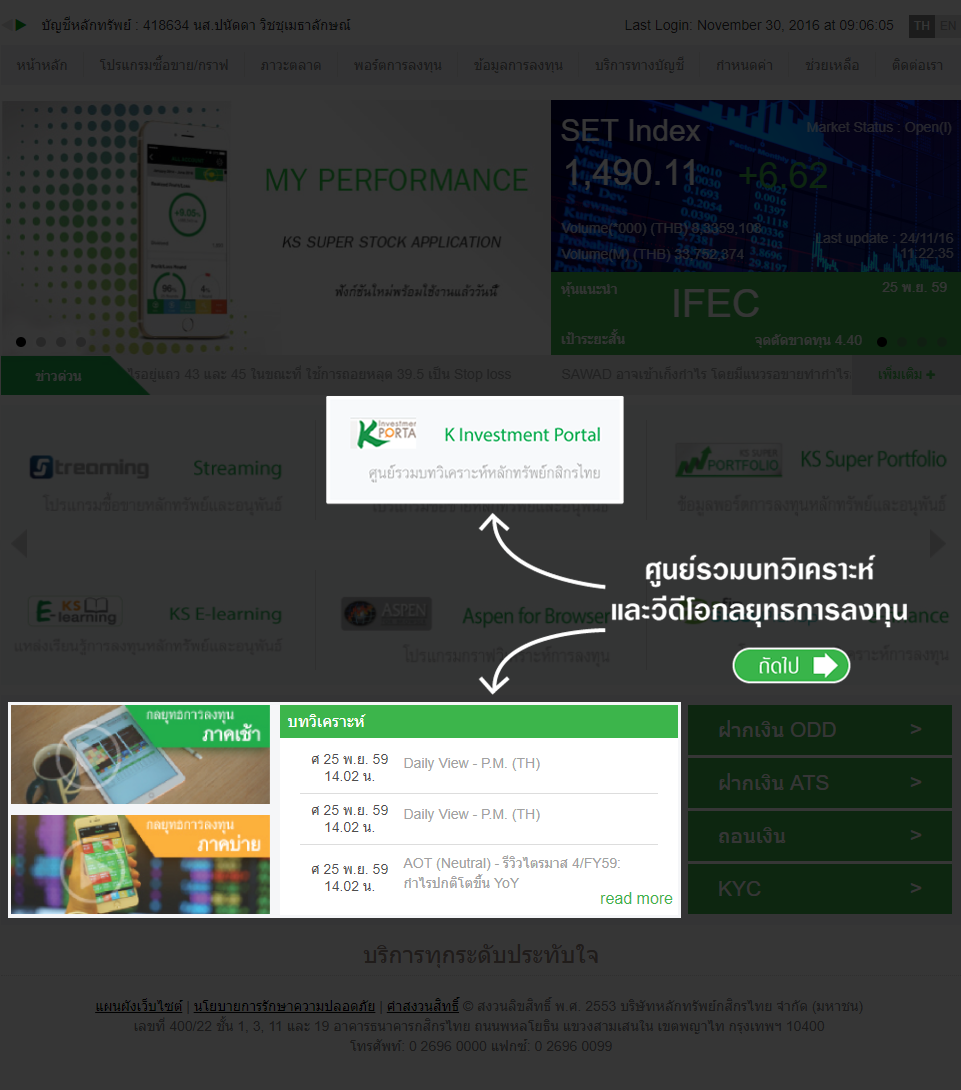 บัญชีหลักทรัพย์ : 418634 นส.ปนัดดา วิชชุเมธาลักษณ์
Last Login: November 30, 2016 at 09:06:05
TH EN
หน้าหลัก
โปรแกรมซื้อขาย/กราฟ
ภาวะตลาด
พอร์ตการลงทุน
ข้อมูลการลงทุน
บริการทางบัญชี
กำหนดค่า
ช่วยเหลือ
ติดต่อเรา
MY PERFORMANCE
KS SUPER STOCK APPLICATION
ฟังก์ชันใหม่พร้อมใช้งานแล้ววันนี้
SET Index
Market Status : Open(I)
1,490.11 +6.62
Volume(*000) (THB) 8,3359,108
Volume(M) (THB) 33,752,374
Last update : 24/11/16
11:22:35
หุ้นแนะนำ
IFEC
25 พ.ย. 59
เป้าระยะสั้น
จุดตัดขาดทุน 4.40
ข่าวด่วน
ไรอยู่แถว 43 และ 45 ในขณะที่ ใช้การถอยหลุด 39.5 เป็น Stop loss
SAWAD อาจเข้าเก็งกำไร โดยมีแนวรอขายทำกำไร
เพิ่มเติม +
Streaming
Streaming
โปรแกรมซื้อขายหลักทรัพย์และอนุพันธ์
K Investment Portal
ศูนย์รวมบทวิเคราะห์หลักทรัพย์กสิกรไทย
โปรแกรมซื้อขายหลักทรัพย์และอนุพันธ์
KS SUPER
PORTFOLIO
KS Super Portfolio
ข้อมูลพอร์ตการลงทุนหลักทรัพย์และอนุพันธ์
ศูนย์รวมบทวิเคราะห์
และวีดีโอกลยุทธการลงทุน
ถัดไป
KS
E-learning
KS E-learning
แหล่งเรียนรู้การลงทุนหลักทรัพย์และอนุพันธ์
ASPEN
Aspen for Browser
โปรแกรมกราฟวิเคราะห์การลงทุน
กลยุทธการลงทุน
ภาคเช้า
กลยุทธการลงทุน
ภาคบ่าย
บทวิเคราะห์
ศ 25 พ.ย. 59
14.02 น.
Daily View - P.M. (TH)
ศ 25 พ.ย. 59
14.02 น.
Daily View - P.M. (TH)
ศ 25 พ.ย. 59
14.02 น.
AOT (Neutral) - รีวิวไตรมาส 4/FY59:
กำไรปกติโตขึ้น YoY
read more
ฝากเงิน ODD >
ฝากเงิน ATS >
ถอนเงิน >
KYC >
บริการทุกระดับประทับใจ
แผนผังเว็บไซต์ | นโยบายการรักษาความปลอดภัย | คำสงวนสิทธิ์ © สงวนลิขสิทธิ์ พ.ศ. 2553 บริษัทหลักทรัพย์กสิกรไทย จำกัด (มหาชน)
เลขที่ 400/22 ชั้น 1, 3, 11 และ 19 อาคารธนาคารกสิกรไทย ถนนพหลโยธิน แขวงสามเสนใน เขตพญาไท กรุงเทพฯ 10400
โทรศัพท์: 0 2696 0000 แฟกซ์: 0 2696 0099